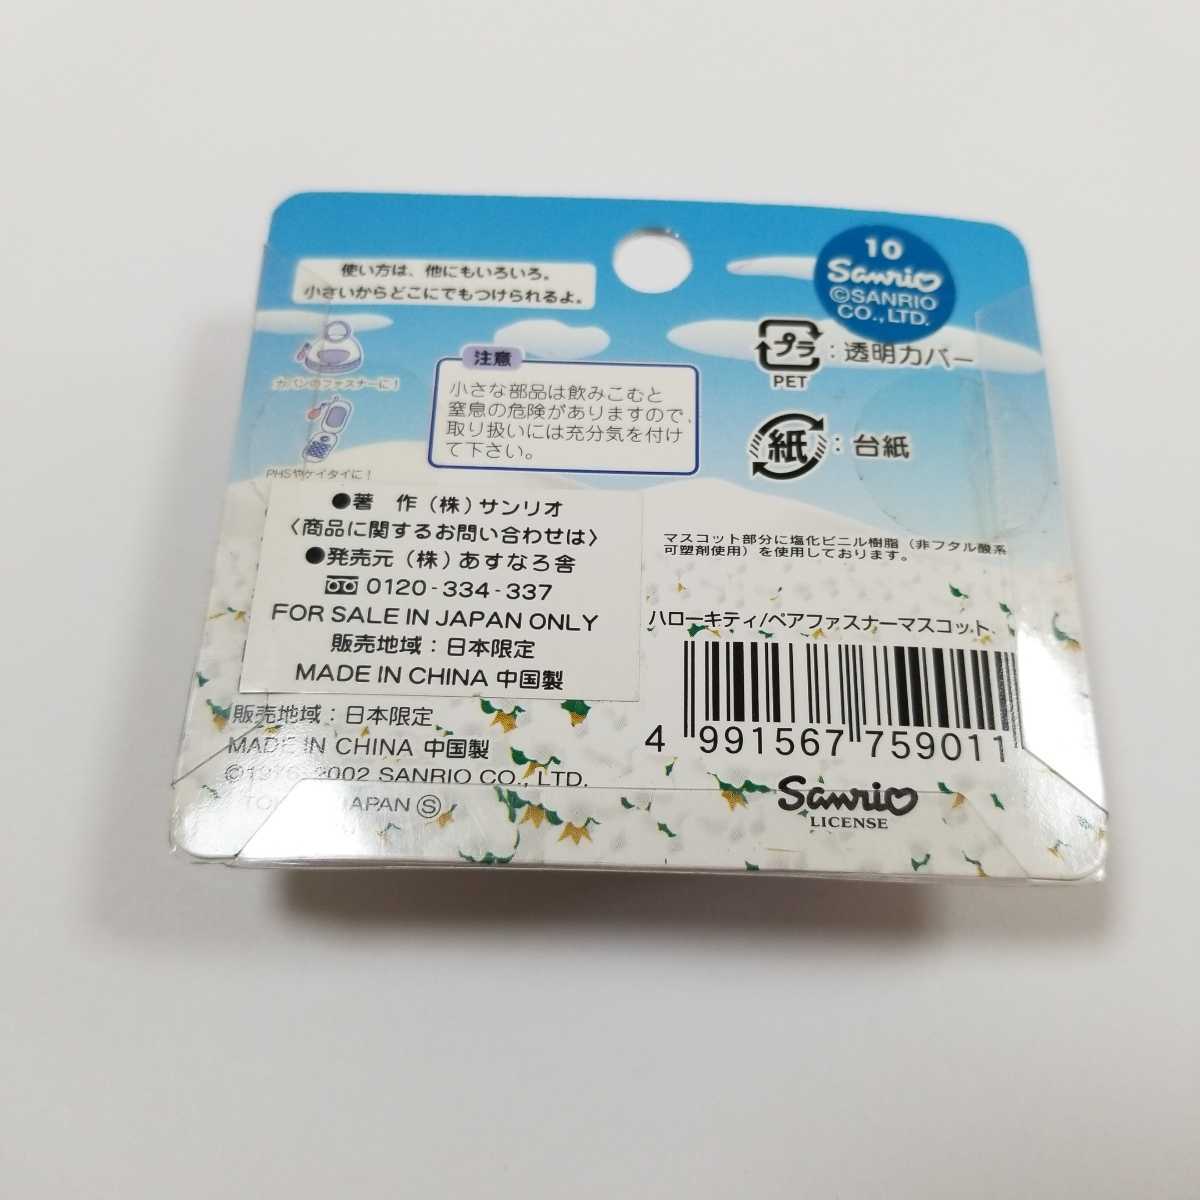 使い方は、他にもいろいろ。
小さいからどこにでもつけられるよ。
カバンのファスナーに!
PHSやケイタイに!
注意
小さな部品は飲みこむと
窒息の危険がありますので、
取り扱いには充分気を付け
て下さい。
10
Sanrio
©SANRIO
CO.,LTD.
プラ:透明カバー
PET
紙:台紙
●著 作(株)サンリオ
〈商品に関するお問い合わせは〉
●発売元(株)あすなろ舎
0120-334-337
FOR SALE IN JAPAN ONLY
販売地域:日本限定
MADE IN CHINA 中国製
販売地域:日本限定
MADE IN CHINA 中国製
©1976, 2002 SANRIO CO., LTD.
JAPAN Ⓢ
マスコット部分に塩化ビニル樹脂(非フタル酸系
可塑剤使用)を使用しております。
ハローキティ/ペアファスナーマスコット
4 991567 759011
Sanrio
LICENSE